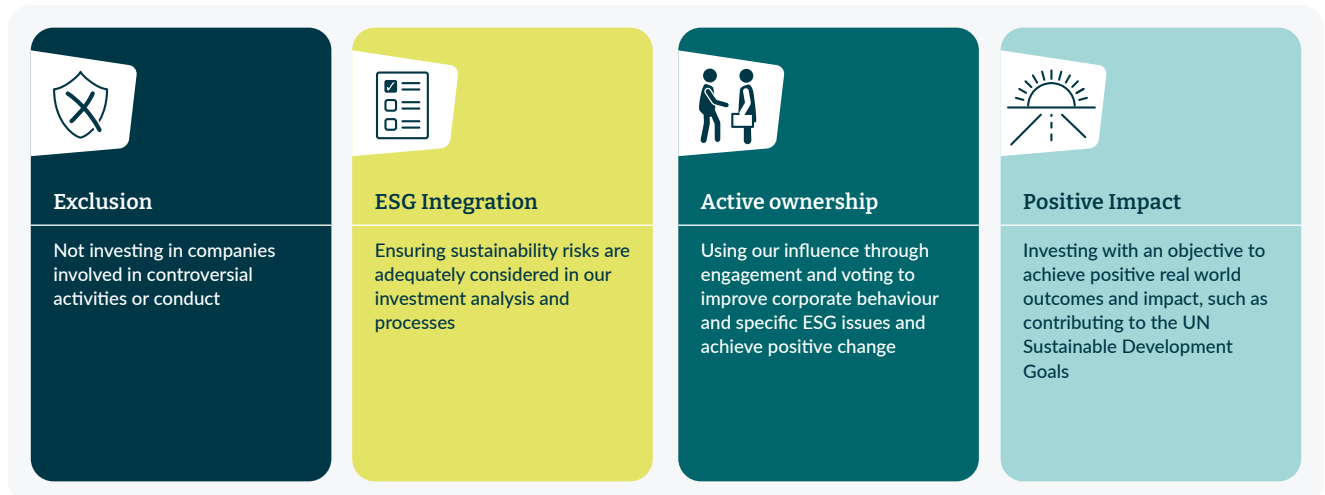 Exclusion
Not investing in companies
involved in controversial
activities or conduct
ESG Integration
Ensuring sustainability risks are
adequately considered in our
investment analysis and
processes
Active ownership
Using our influence through
engagement and voting to
improve corporate behaviour
and specific ESG issues and
achieve positive change
Positive Impact
Investing with an objective to
achieve positive real world
outcomes and impact, such as
contributing to the UN
Sustainable Development
Goals